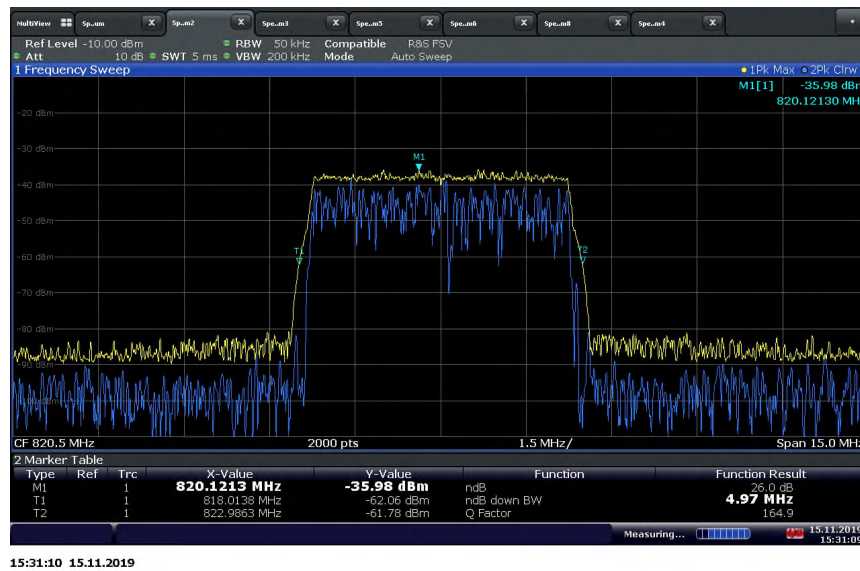 MultiView Sp..um X Sp..m2 X Spe..m3 X Spe..m5 X Spe..m6 X Spe..m8 X Spe..m4 X
Ref Level -10.00 dBm RBW 50 kHz Compatible R&S FSV
Att 10 dB SWT 5 ms VBW 200 kHz Mode Auto Sweep
1 Frequency Sweep 1Pk Max 2Pk Clrw
M1[1] -35.98 dBm
820.12130 MH
-20 dBm
-30 dBm
M1
-40 dBm
-50 dBm
T1 T2
-60 dBm
-70 dBm
-80 dBm
-90 dBm
CF 820.5 MHz 2000 pts 1.5 MHz/ Span 15.0 MHz
2 Marker Table
Type Ref Trc X-Value Y-Value Function Function Result
M1 1 820.1213 MHz -35.98 dBm ndB 26.0 dB
T1 1 818.0138 MHz -62.06 dBm ndB down BW 4.97 MHz
T2 1 822.9863 MHz -61.78 dBm Q Factor 164.9
Measuring... 15.11.2019
15:31:09
15:31:10 15.11.2019